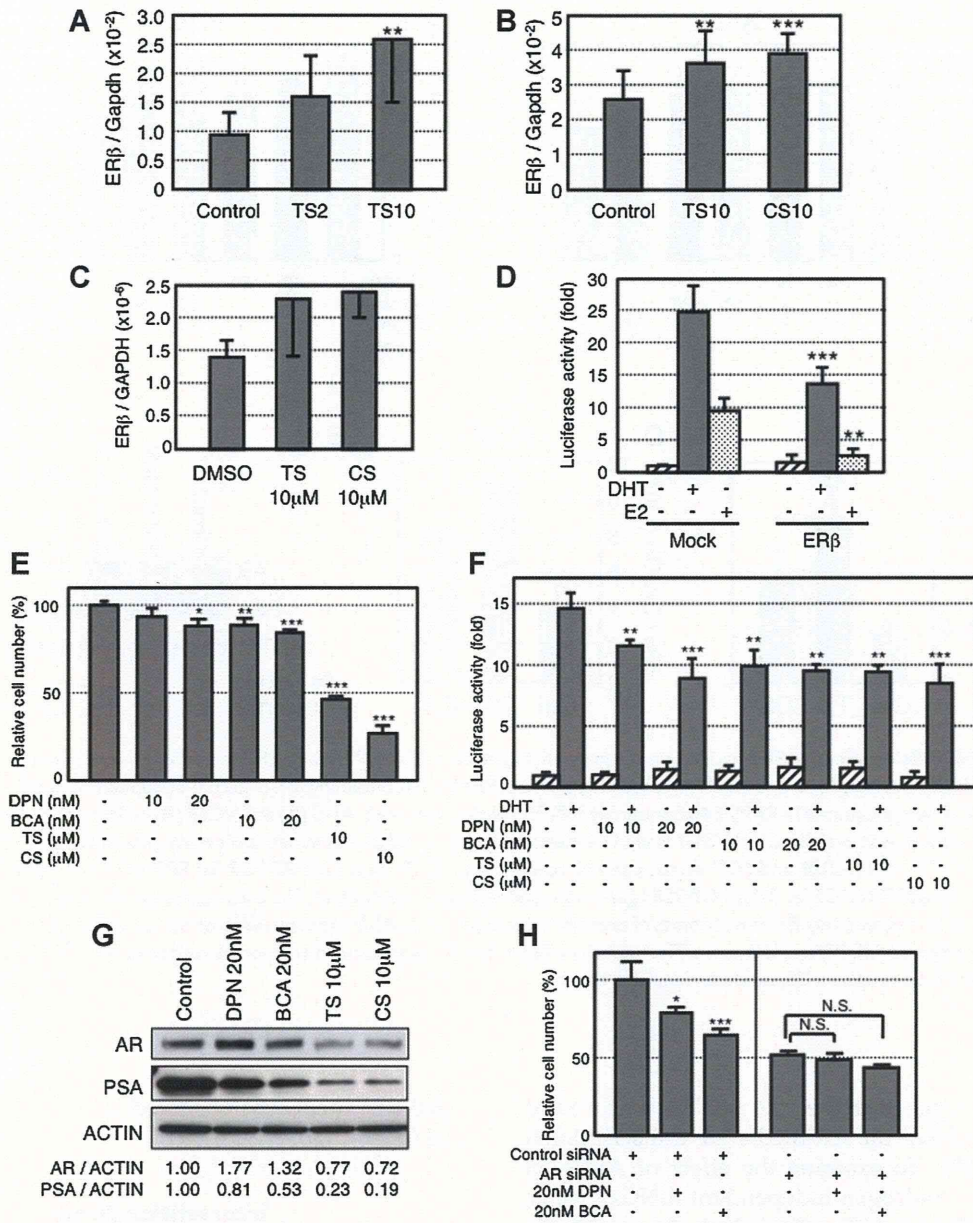 A
ERβ / Gapdh (x10-2)
3.0
2.5
2.0
1.5
1.0
0.5
0
**
Control TS2 TS10
B
ERβ / Gapdh (x10-2)
5
4
3
2
1
0
** ***
Control TS10 CS10
C
ERβ / GAPDH (x10-6)
2.5
2.0
1.5
1.0
0.5
0
DMSO TS CS
10μM 10μM
D
Luciferase activity (fold)
30
25
20
15
10
5
0
***
**
DHT - + - - + -
E2 - - + - - +
Mock ERβ
E
Relative cell number (%)
100
50
0
* ** *** *** ***
DPN (nM) - 10 20 - - - -
BCA (nM) - - - 10 20 - -
TS (μM) - - - - - 10 -
CS (μM) - - - - - - 10
F
Luciferase activity (fold)
15
10
5
0
** *** ** ** ** ***
DHT - + - + - + - + - + - + - +
DPN (nM) - - 10 10 20 20 - - - - - - - -
BCA (nM) - - - - - - 10 10 20 20 - - - -
TS (μM) - - - - - - - - - - 10 10 - -
CS (μM) - - - - - - - - - - - - 10 10
G
Control DPN 20nM BCA 20nM TS 10μM CS 10μM
AR
PSA
ACTIN
AR / ACTIN 1.00 1.77 1.32 0.77 0.72
PSA / ACTIN 1.00 0.81 0.53 0.23 0.19
H
Relative cell number (%)
100
50
0
* ***
N.S.
N.S.
Control siRNA + + + - - -
AR siRNA - - - + + +
20nM DPN - + - - + -
20nM BCA - - + - - +